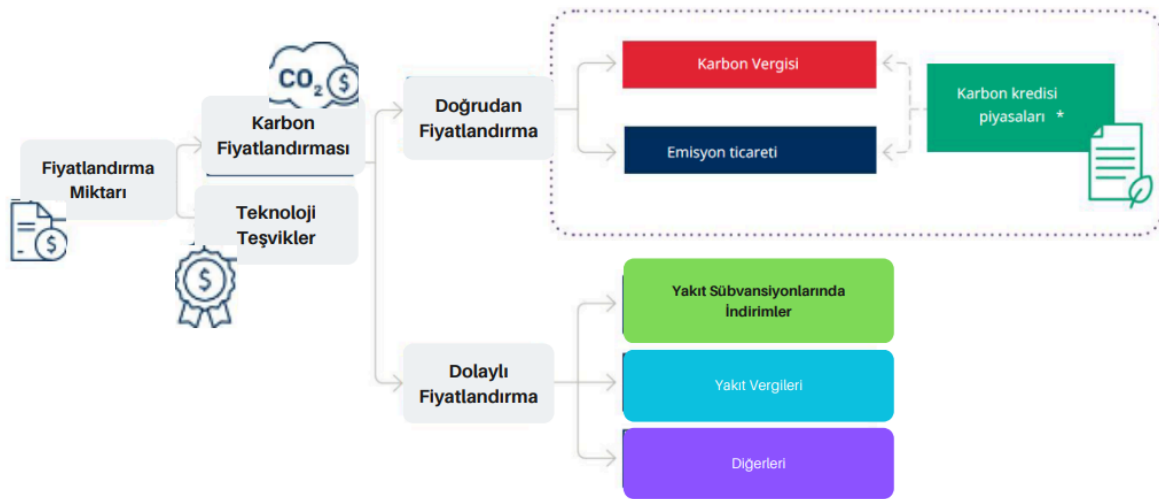 CO₂ $
Karbon
Fiyatlandırması
Fiyatlandırma
Miktarı
$
Teknoloji
Teşvikler
$
Doğrudan
Fiyatlandırma
Karbon Vergisi
Emisyon ticareti
Karbon kredisi
piyasaları *
Dolaylı
Fiyatlandırma
Yakıt Sübvansiyonlarında
İndirimler
Yakıt Vergileri
Diğerleri